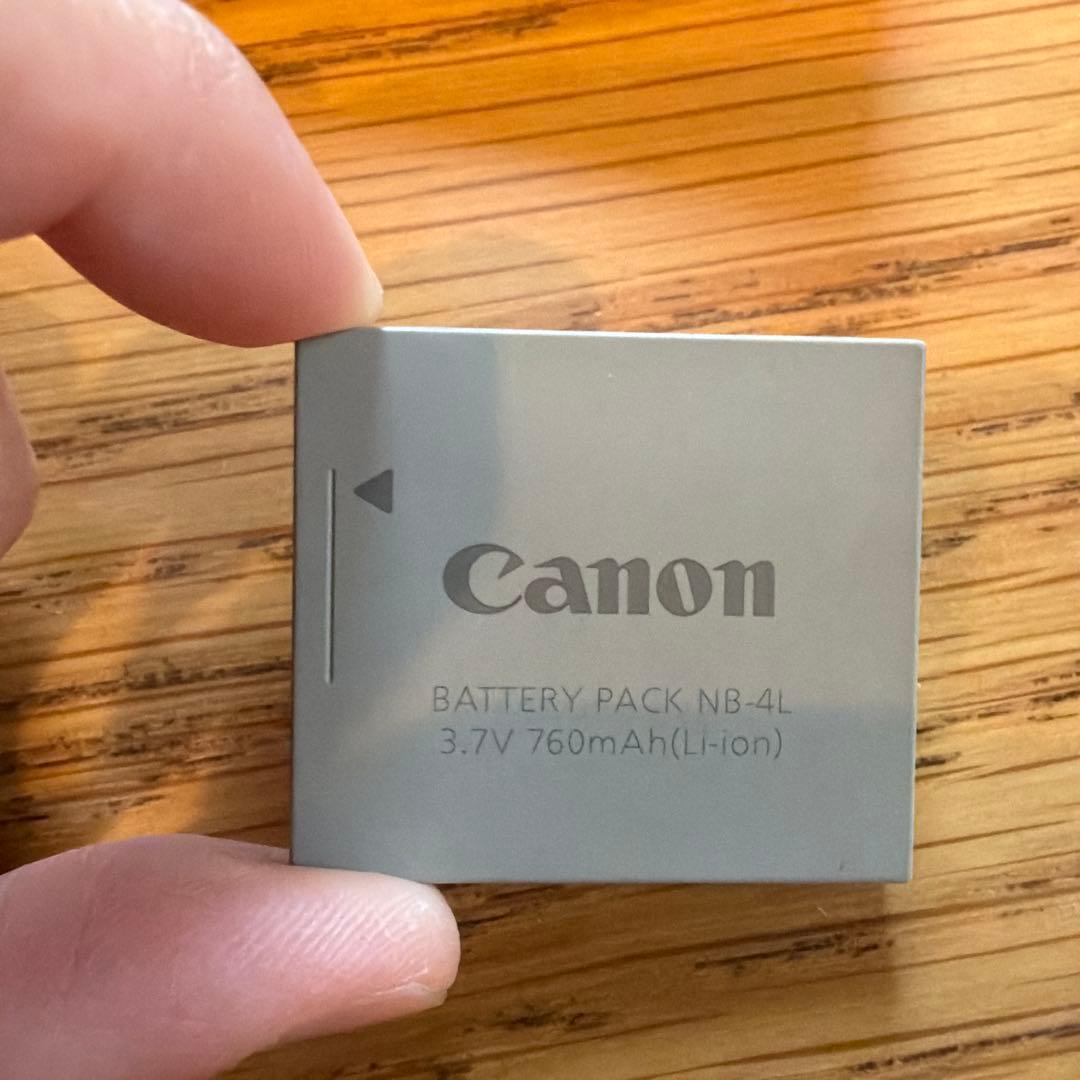 Canon
BATTERY PACK NB-4L
3.7V 760mAh(Li-ion)